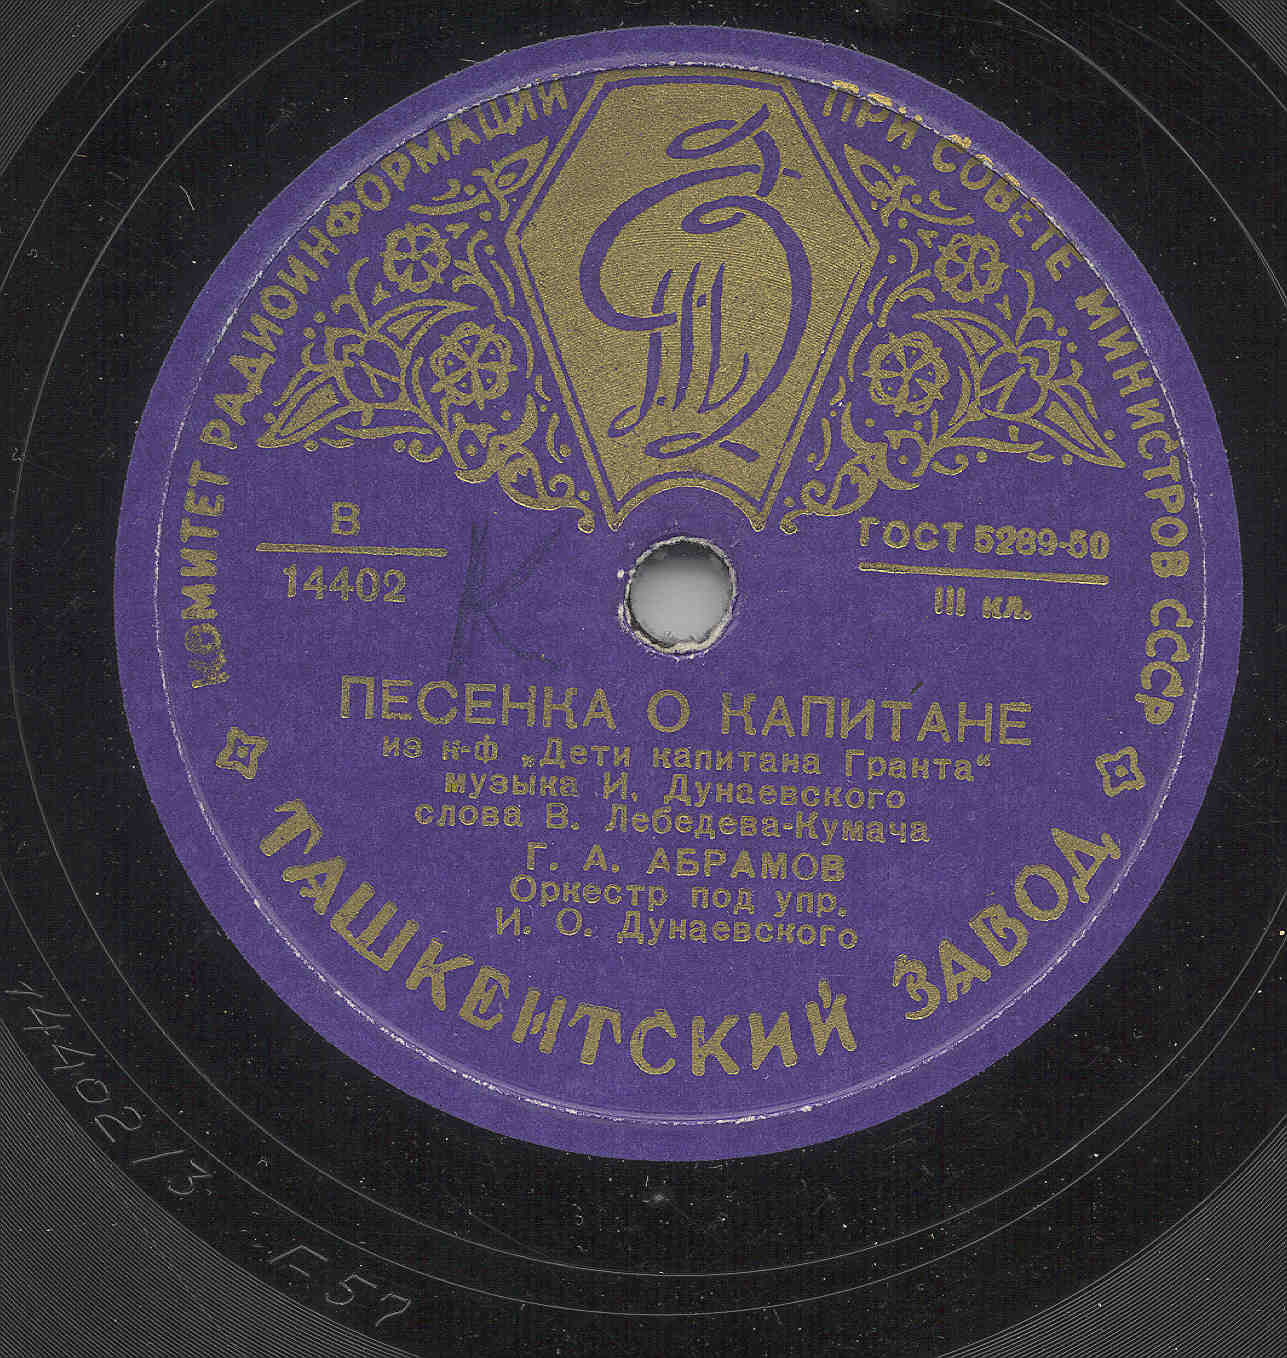 КОМИТЕТ РАДИОИНФОРМАЦИИ ПРИ СОВЕТЕ МИНИСТРОВ СССР
В
14402
ГОСТ 5289-50
III кл.
К
ПЕСЕНКА О КАПИТАНЕ
из к-ф „Дети капитана Гранта“
музыка И. Дунаевского
слова В. Лебедева-Кумача
Г. А. АБРАМОВ
Оркестр под упр.
И. О. Дунаевского
ТАШКЕНТСКИЙ ЗАВОД
14402/3 Г-57